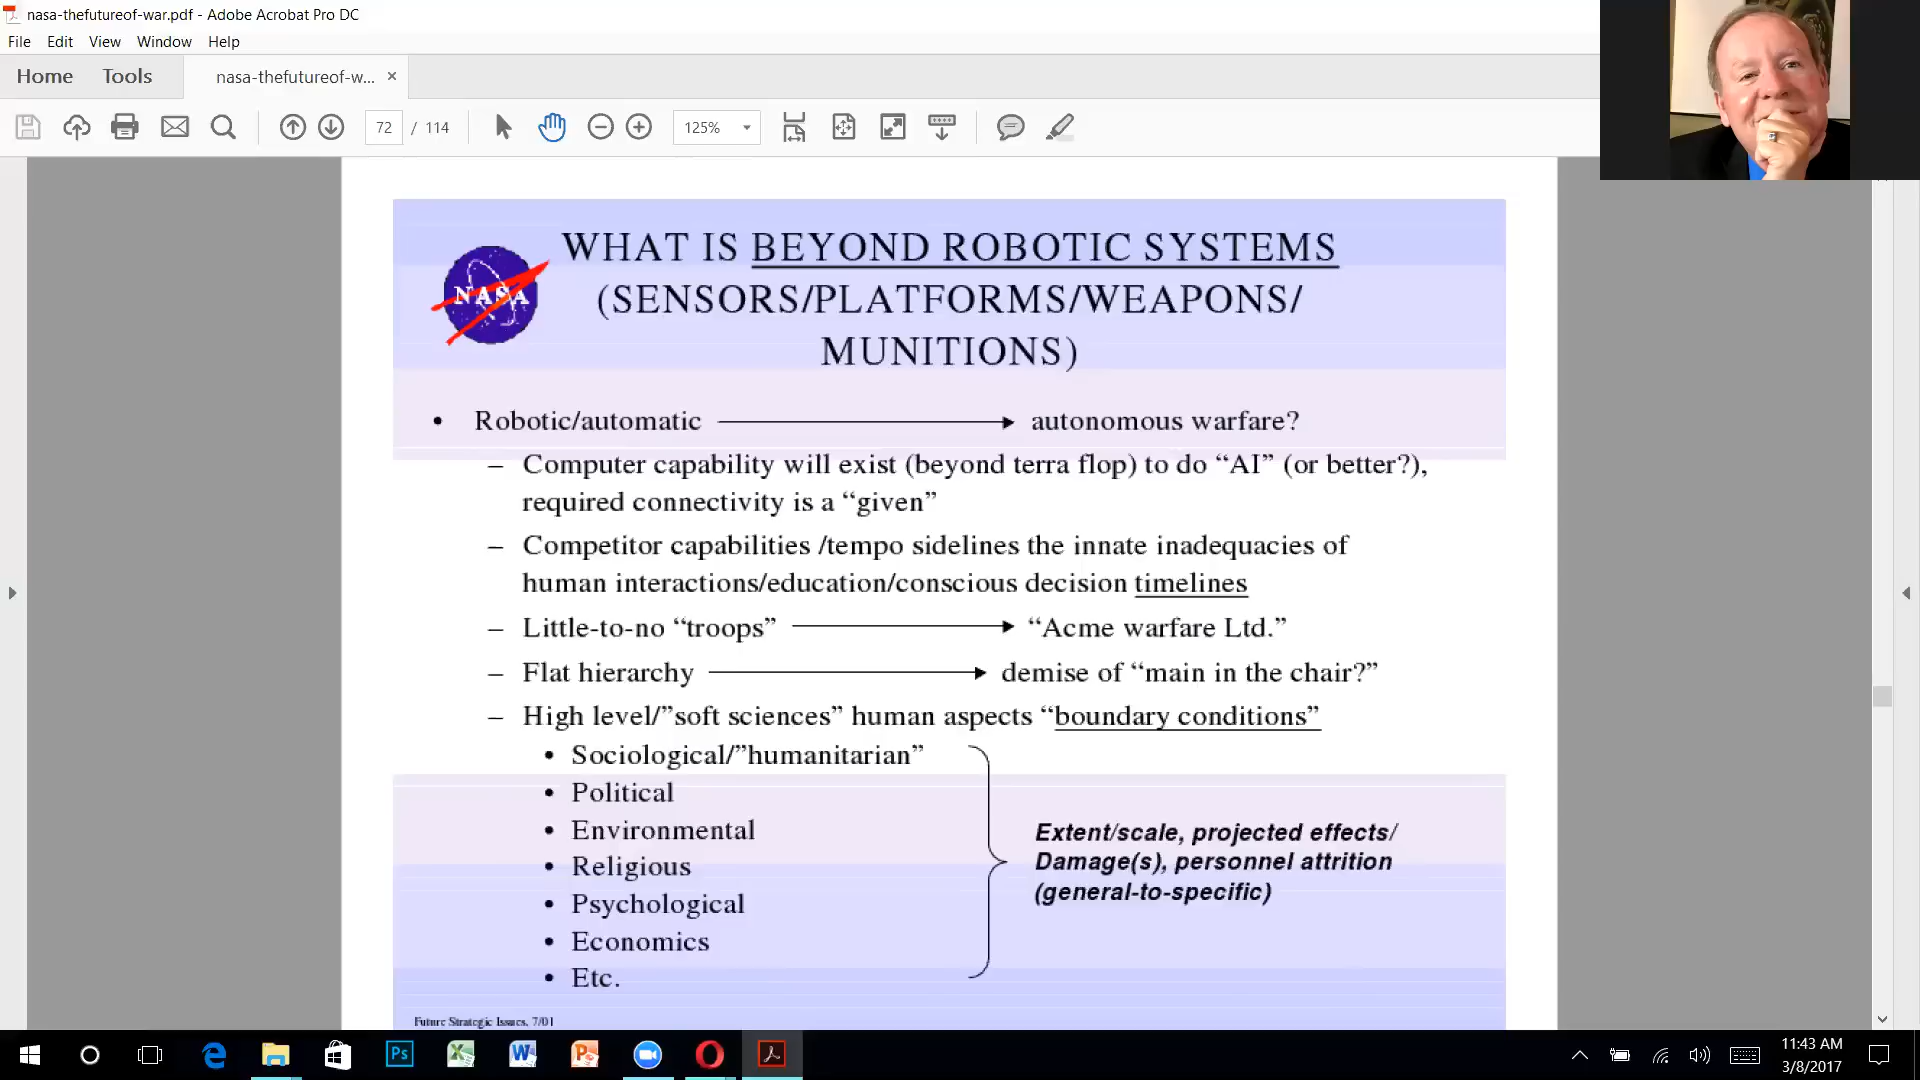 nasa-thefutureof-war.pdf - Adobe Acrobat Pro DC
File Edit View Window Help
Home Tools nasa-thefutureof-w... ×
72 / 114 125%
NASA
WHAT IS BEYOND ROBOTIC SYSTEMS
(SENSORS/PLATFORMS/WEAPONS/
MUNITIONS)
• Robotic/automatic → autonomous warfare?
– Computer capability will exist (beyond terra flop) to do “AI” (or better?),
required connectivity is a “given”
– Competitor capabilities /tempo sidelines the innate inadequacies of
human interactions/education/conscious decision timelines
– Little-to-no “troops” → “Acme warfare Ltd.”
– Flat hierarchy → demise of “main in the chair?”
– High level/”soft sciences” human aspects “boundary conditions”
• Sociological/”humanitarian”
• Political
• Environmental
• Religious
• Psychological
• Economics
• Etc.
Extent/scale, projected effects/
Damage(s), personnel attrition
(general-to-specific)
Future Strategic Issues, 7/01
Ps
11:43 AM
3/8/2017